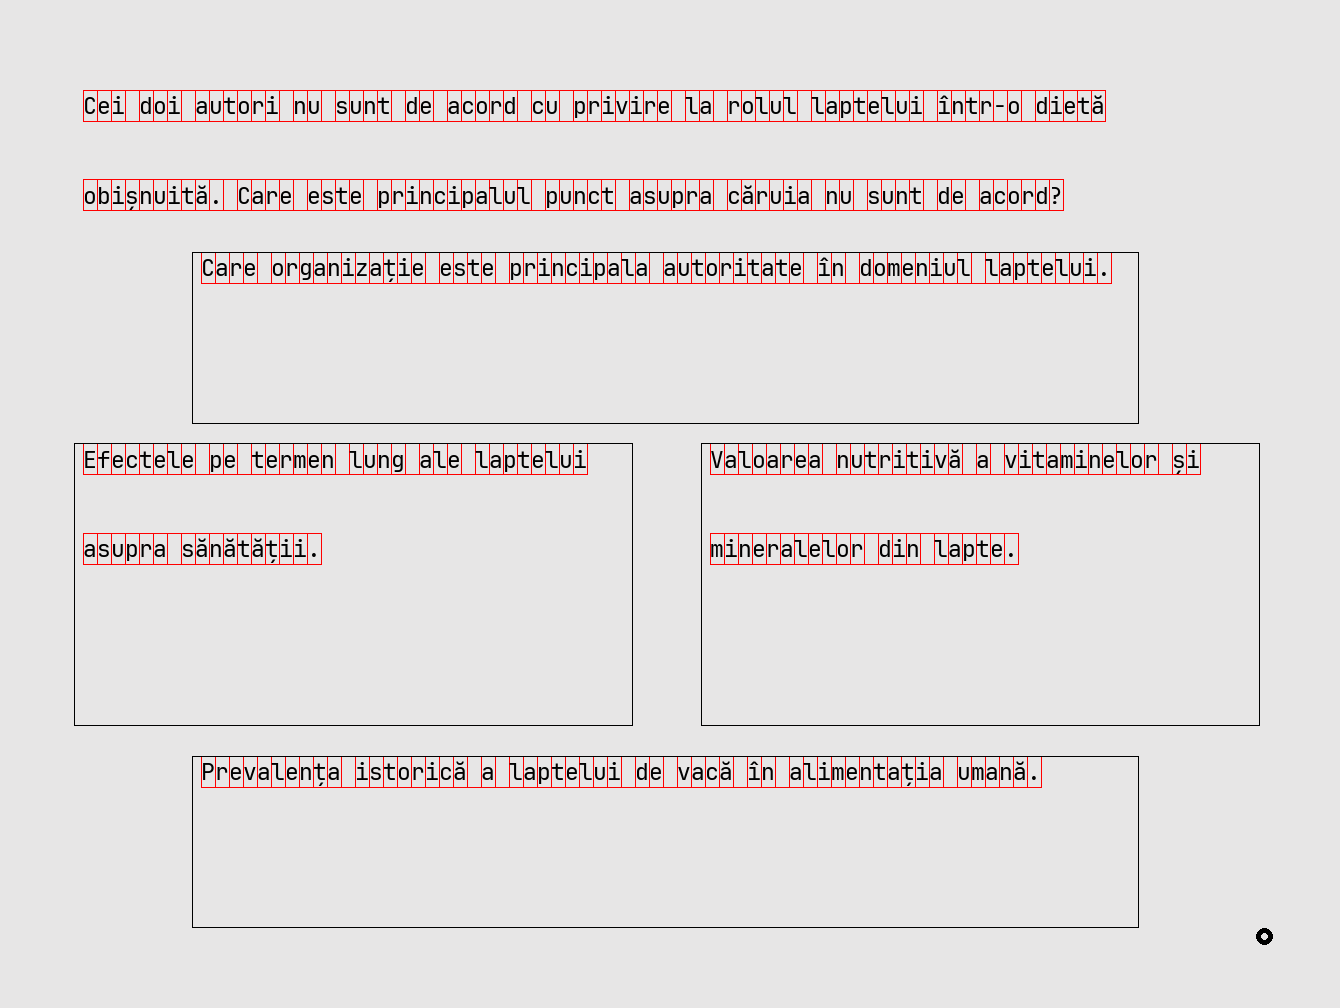 Cei doi autori nu sunt de acord cu privire la rolul laptelui într-o dietă
obișnuită. Care este principalul punct asupra căruia nu sunt de acord?
Care organizație este principala autoritate în domeniul laptelui.
Efectele pe termen lung ale laptelui
asupra sănătății.
Valoarea nutritivă a vitaminelor și
mineralelor din lapte.
Prevalența istorică a laptelui de vacă în alimentația umană.